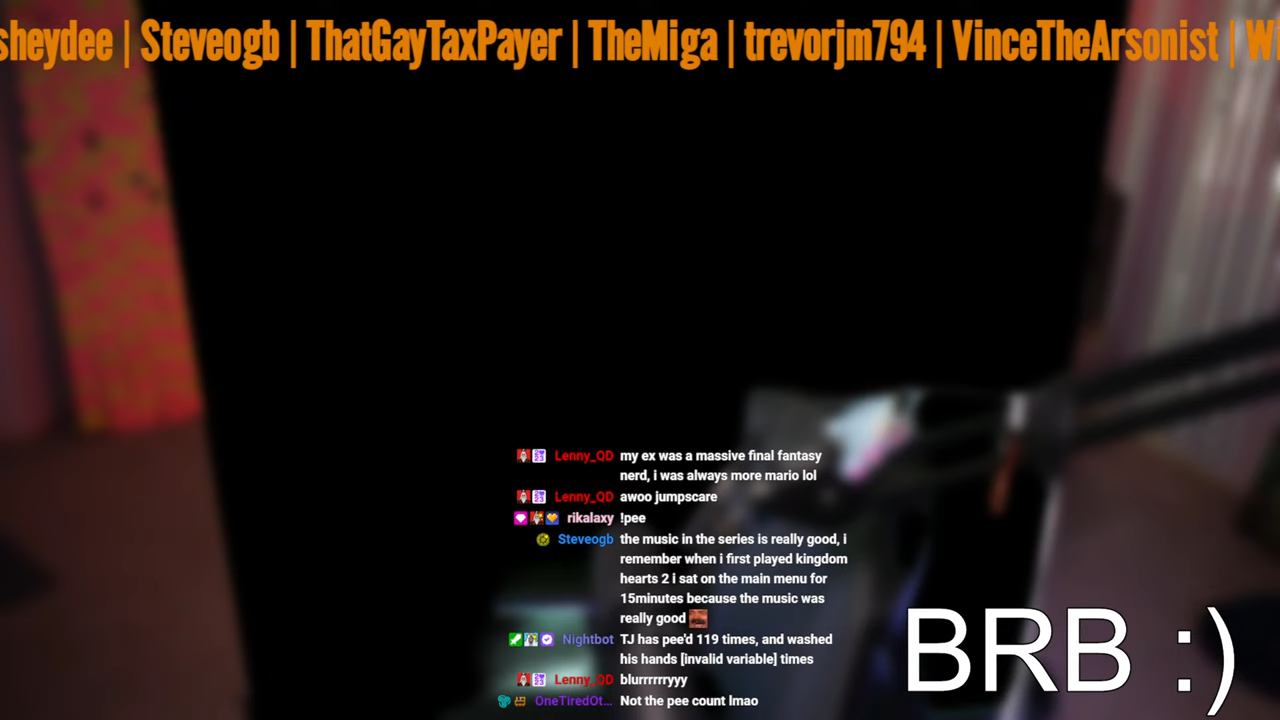 sheydee | Steveogb | ThatGayTaxPayer | TheMiga | trevorjm794 | VinceTheArsonist | Wi
Lenny_QD my ex was a massive final fantasy
nerd, i was always more mario lol
Lenny_QD awoo jumpscare
rikalaxy !pee
Steveogb the music in the series is really good, i
remember when i first played kingdom
hearts 2 i sat on the main menu for
15minutes because the music was
really good
Nightbot TJ has pee'd 119 times, and washed
his hands [invalid variable] times
Lenny_QD blurrrrrryyy
OneTiredOt... Not the pee count lmao
BRB :)